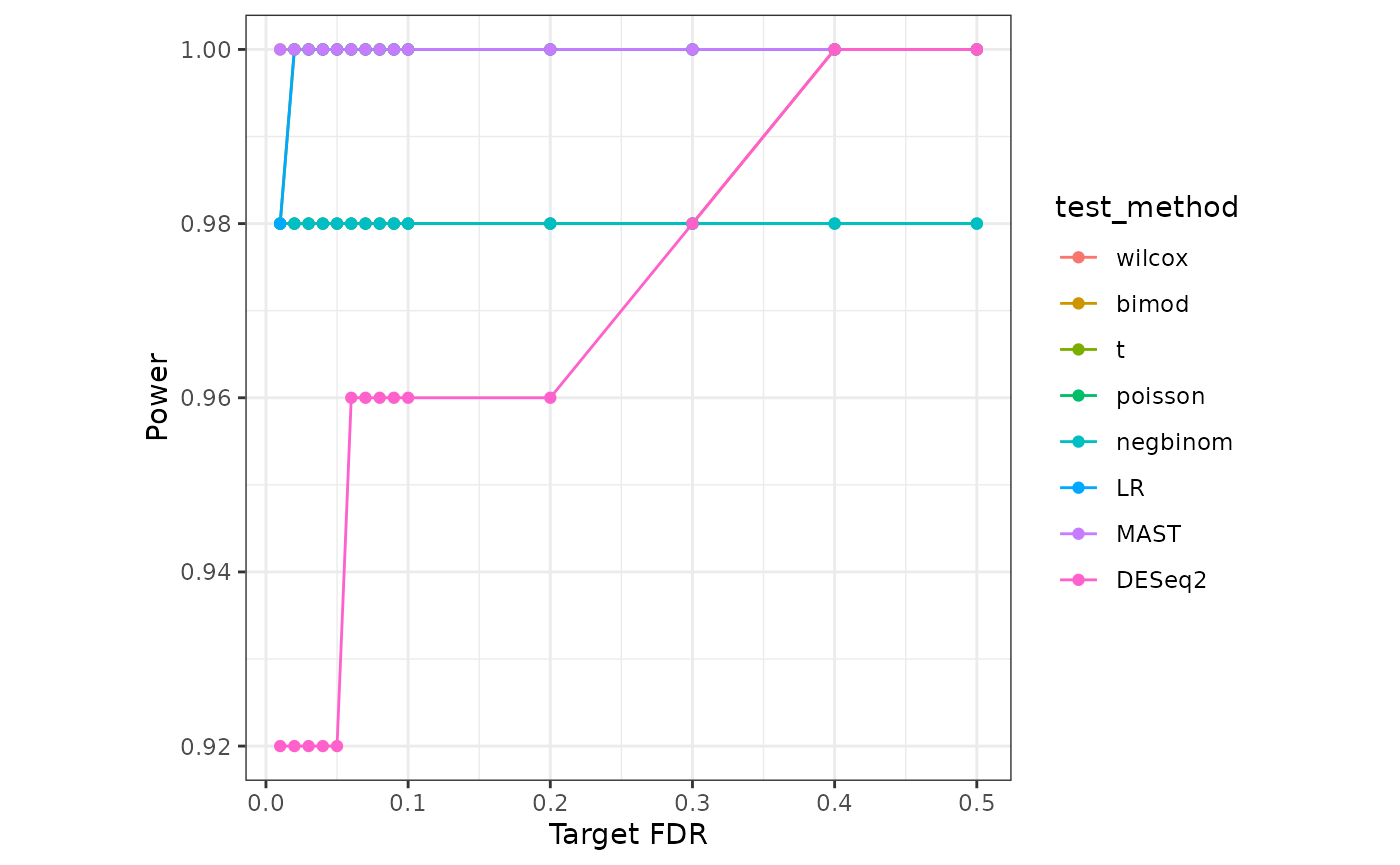 1.00
0.98
0.96
0.94
0.92
Power
0.0 0.1 0.2 0.3 0.4 0.5
Target FDR
test_method
wilcox
bimod
t
poisson
negbinom
LR
MAST
DESeq2